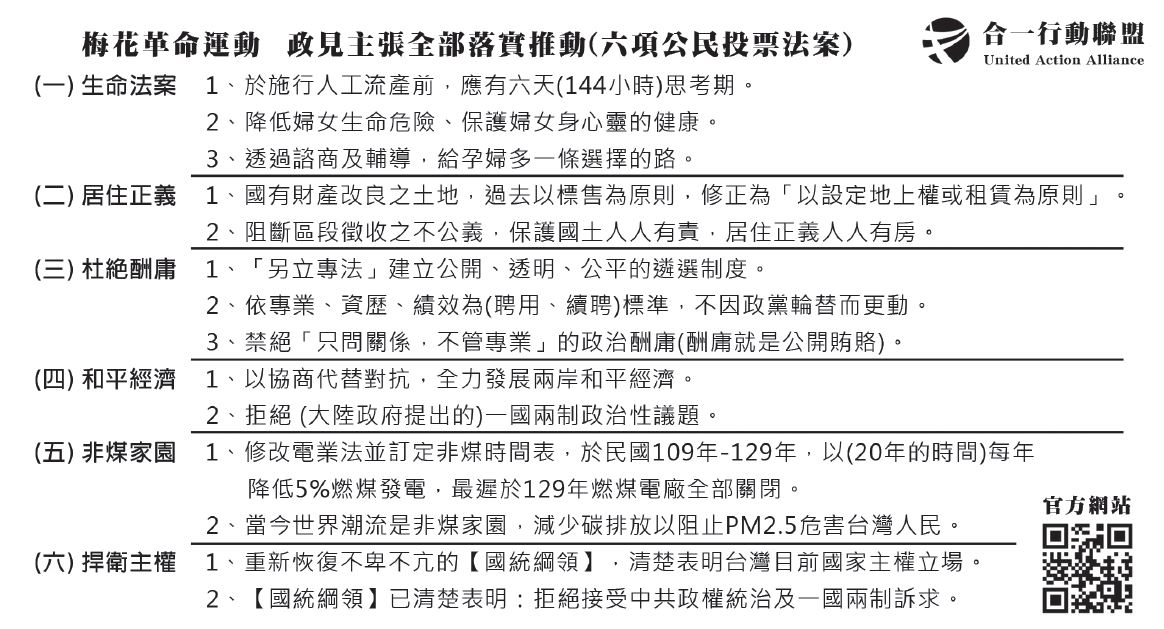 梅花革命運動 政見主張全部落實推動(六項公民投票法案)
合一行動聯盟
United Action Alliance
(一) 生命法案 1、於施行人工流產前，應有六天(144小時)思考期。
2、降低婦女生命危險、保護婦女身心靈的健康。
3、透過諮商及輔導，給孕婦多一條選擇的路。
(二) 居住正義 1、國有財產改良之土地，過去以標售為原則，修正為「以設定地上權或租賃為原則」。
2、阻斷區段徵收之不公義，保護國土人人有責，居住正義人人有房。
(三) 杜絕酬庸 1、「另立專法」建立公開、透明、公平的遴選制度。
2、依專業、資歷、績效為(聘用、續聘)標準，不因政黨輪替而更動。
3、禁絕「只問關係，不管專業」的政治酬庸(酬庸就是公開賄賂)。
(四) 和平經濟 1、以協商代替對抗，全力發展兩岸和平經濟。
2、拒絕 (大陸政府提出的)一國兩制政治性議題。
(五) 非煤家園 1、修改電業法並訂定非煤時間表，於民國109年-129年，以(20年的時間)每年
降低5%燃煤發電，最遲於129年燃煤電廠全部關閉。
2、當今世界潮流是非煤家園，減少碳排放以阻止PM2.5危害台灣人民。
(六) 捍衛主權 1、重新恢復不卑不亢的【國統綱領】，清楚表明台灣目前國家主權立場。
2、【國統綱領】已清楚表明：拒絕接受中共政權統治及一國兩制訴求。
官方網站